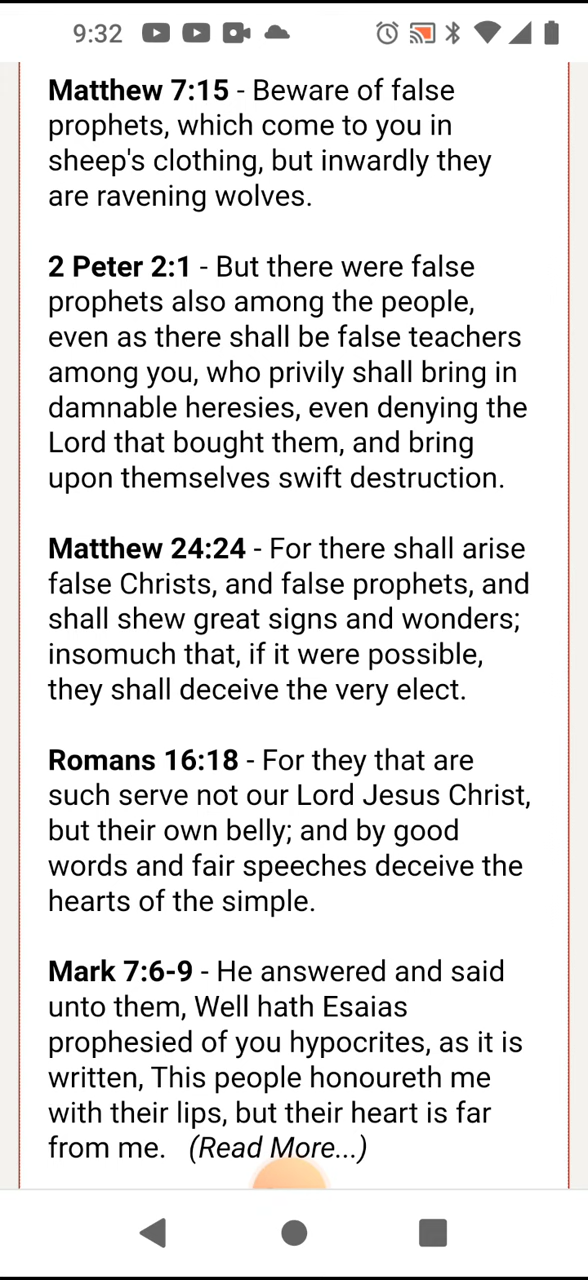 9:32
Matthew 7:15 - Beware of false
prophets, which come to you in
sheep's clothing, but inwardly they
are ravening wolves.
2 Peter 2:1 - But there were false
prophets also among the people,
even as there shall be false teachers
among you, who privily shall bring in
damnable heresies, even denying the
Lord that bought them, and bring
upon themselves swift destruction.
Matthew 24:24 - For there shall arise
false Christs, and false prophets, and
shall shew great signs and wonders;
insomuch that, if it were possible,
they shall deceive the very elect.
Romans 16:18 - For they that are
such serve not our Lord Jesus Christ,
but their own belly; and by good
words and fair speeches deceive the
hearts of the simple.
Mark 7:6-9 - He answered and said
unto them, Well hath Esaias
prophesied of you hypocrites, as it is
written, This people honoureth me
with their lips, but their heart is far
from me. (Read More...)